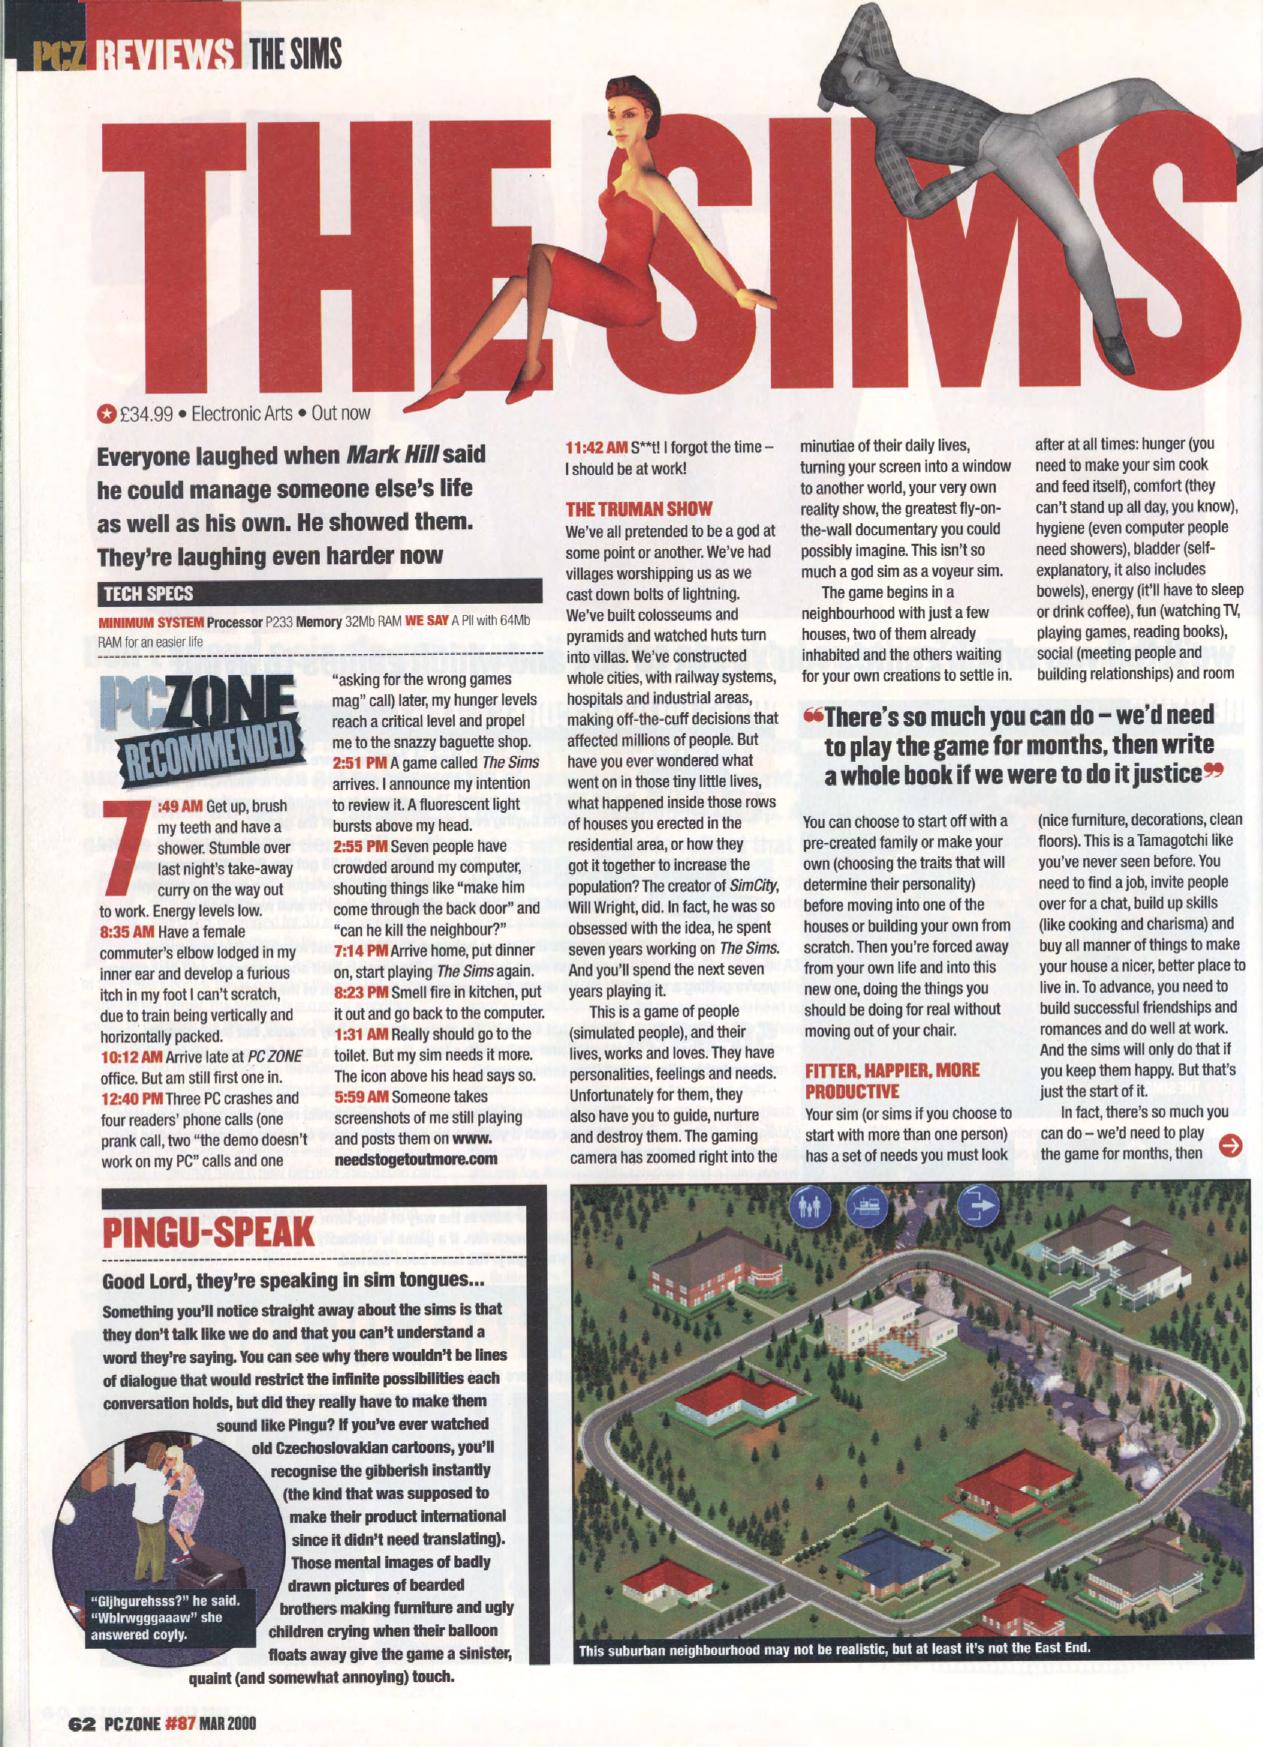 PCZ REVIEWS THE SIMS
THE SIMS
£34.99 • Electronic Arts • Out now
Everyone laughed when Mark Hill said
he could manage someone else's life
as well as his own. He showed them.
They're laughing even harder now
TECH SPECS
MINIMUM SYSTEM Processor P233 Memory 32Mb RAM WE SAY A PII with 64Mb
RAM for an easier life
PCZONE
RECOMMENDED
7:49 AM Get up, brush
my teeth and have a
shower. Stumble over
last night's take-away
curry on the way out
to work. Energy levels low.
8:35 AM Have a female
commuter's elbow lodged in my
inner ear and develop a furious
itch in my foot I can't scratch,
due to train being vertically and
horizontally packed.
10:12 AM Arrive late at PC ZONE
office. But am still first one in.
12:40 PM Three PC crashes and
four readers' phone calls (one
prank call, two "the demo doesn't
work on my PC" calls and one
"asking for the wrong games
mag" call) later, my hunger levels
reach a critical level and propel
me to the snazzy baguette shop.
2:51 PM A game called The Sims
arrives. I announce my intention
to review it. A fluorescent light
bursts above my head.
2:55 PM Seven people have
crowded around my computer,
shouting things like "make him
come through the back door" and
"can he kill the neighbour?"
7:14 PM Arrive home, put dinner
on, start playing The Sims again.
8:23 PM Smell fire in kitchen, put
it out and go back to the computer.
1:31 AM Really should go to the
toilet. But my sim needs it more.
The icon above his head says so.
5:59 AM Someone takes
screenshots of me still playing
and posts them on www.
needstogetoutmore.com
11:42 AM S**t! I forgot the time –
I should be at work!
THE TRUMAN SHOW
We've all pretended to be a god at
some point or another. We've had
villages worshipping us as we
cast down bolts of lightning.
We've built colosseums and
pyramids and watched huts turn
into villas. We've constructed
whole cities, with railway systems,
hospitals and industrial areas,
making off-the-cuff decisions that
affected millions of people. But
have you ever wondered what
went on in those tiny little lives,
what happened inside those rows
of houses you erected in the
residential area, or how they
got it together to increase the
population? The creator of SimCity,
Will Wright, did. In fact, he was so
obsessed with the idea, he spent
seven years working on The Sims.
And you'll spend the next seven
years playing it.
This is a game of people
(simulated people), and their
lives, works and loves. They have
personalities, feelings and needs.
Unfortunately for them, they
also have you to guide, nurture
and destroy them. The gaming
camera has zoomed right into the
minutiae of their daily lives,
turning your screen into a window
to another world, your very own
reality show, the greatest fly-on-
the-wall documentary you could
possibly imagine. This isn't so
much a god sim as a voyeur sim.
The game begins in a
neighbourhood with just a few
houses, two of them already
inhabited and the others waiting
for your own creations to settle in.
"There's so much you can do – we'd need
to play the game for months, then write
a whole book if we were to do it justice"
You can choose to start off with a
pre-created family or make your
own (choosing the traits that will
determine their personality)
before moving into one of the
houses or building your own from
scratch. Then you're forced away
from your own life and into this
new one, doing the things you
should be doing for real without
moving out of your chair.
FITTER, HAPPIER, MORE
PRODUCTIVE
Your sim (or sims if you choose to
start with more than one person)
has a set of needs you must look
after at all times: hunger (you
need to make your sim cook
and feed itself), comfort (they
can't stand up all day, you know),
hygiene (even computer people
need showers), bladder (self-
explanatory, it also includes
bowels), energy (it'll have to sleep
or drink coffee), fun (watching TV,
playing games, reading books),
social (meeting people and
building relationships) and room
(nice furniture, decorations, clean
floors). This is a Tamagotchi like
you've never seen before. You
need to find a job, invite people
over for a chat, build up skills
(like cooking and charisma) and
buy all manner of things to make
your house a nicer, better place to
live in. To advance, you need to
build successful friendships and
romances and do well at work.
And the sims will only do that if
you keep them happy. But that's
just the start of it.
In fact, there's so much you
can do – we'd need to play
the game for months, then
PINGU-SPEAK
Good Lord, they're speaking in sim tongues...
Something you'll notice straight away about the sims is that
they don't talk like we do and that you can't understand a
word they're saying. You can see why there wouldn't be lines
of dialogue that would restrict the infinite possibilities each
conversation holds, but did they really have to make them
sound like Pingu? If you've ever watched
old Czechoslovakian cartoons, you'll
recognise the gibberish instantly
(the kind that was supposed to
make their product international
since it didn't need translating).
Those mental images of badly
drawn pictures of bearded
brothers making furniture and ugly
children crying when their balloon
floats away give the game a sinister,
quaint (and somewhat annoying) touch.
"Gljhgurehsss?" he said.
"Wblrwgggaaaw" she
answered coyly.
This suburban neighbourhood may not be realistic, but at least it's not the East End.
62 PCZONE #87 MAR 2000